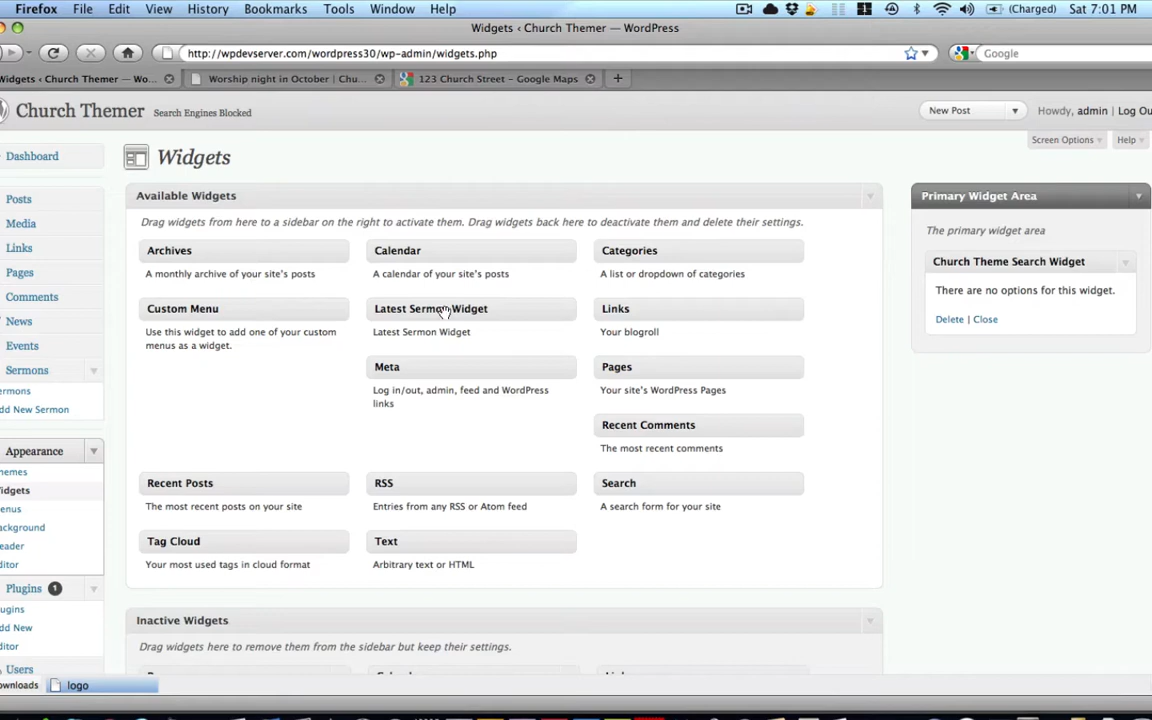 Firefox File Edit View History Bookmarks Tools Window Help (Charged) Sat 7:01 PM
Widgets ‹ Church Themer — WordPress
http://wpdevserver.com/wordpress30/wp-admin/widgets.php Google
Widgets ‹ Church Themer — Wo... Worship night in October | Chu... 123 Church Street - Google Maps
Church Themer Search Engines Blocked New Post Howdy, admin | Log Ou
Screen Options Help
Dashboard
Widgets
Posts
Media
Links
Pages
Comments
News
Events
Sermons
ermons
dd New Sermon
Appearance
hemes
idgets
enus
ackground
eader
ditor
Plugins 1
ugins
dd New
ditor
Users
Available Widgets
Drag widgets from here to a sidebar on the right to activate them. Drag widgets back here to deactivate them and delete their settings.
Archives Calendar Categories
A monthly archive of your site's posts A calendar of your site's posts A list or dropdown of categories
Custom Menu Latest Sermon Widget Links
Use this widget to add one of your custom Latest Sermon Widget Your blogroll
menus as a widget.
Meta Pages
Log in/out, admin, feed and WordPress Your site's WordPress Pages
links
Recent Comments
The most recent comments
Recent Posts RSS Search
The most recent posts on your site Entries from any RSS or Atom feed A search form for your site
Tag Cloud Text
Your most used tags in cloud format Arbitrary text or HTML
Inactive Widgets
Drag widgets here to remove them from the sidebar but keep their settings.
Primary Widget Area
The primary widget area
Church Theme Search Widget
There are no options for this widget.
Delete | Close
ownloads logo